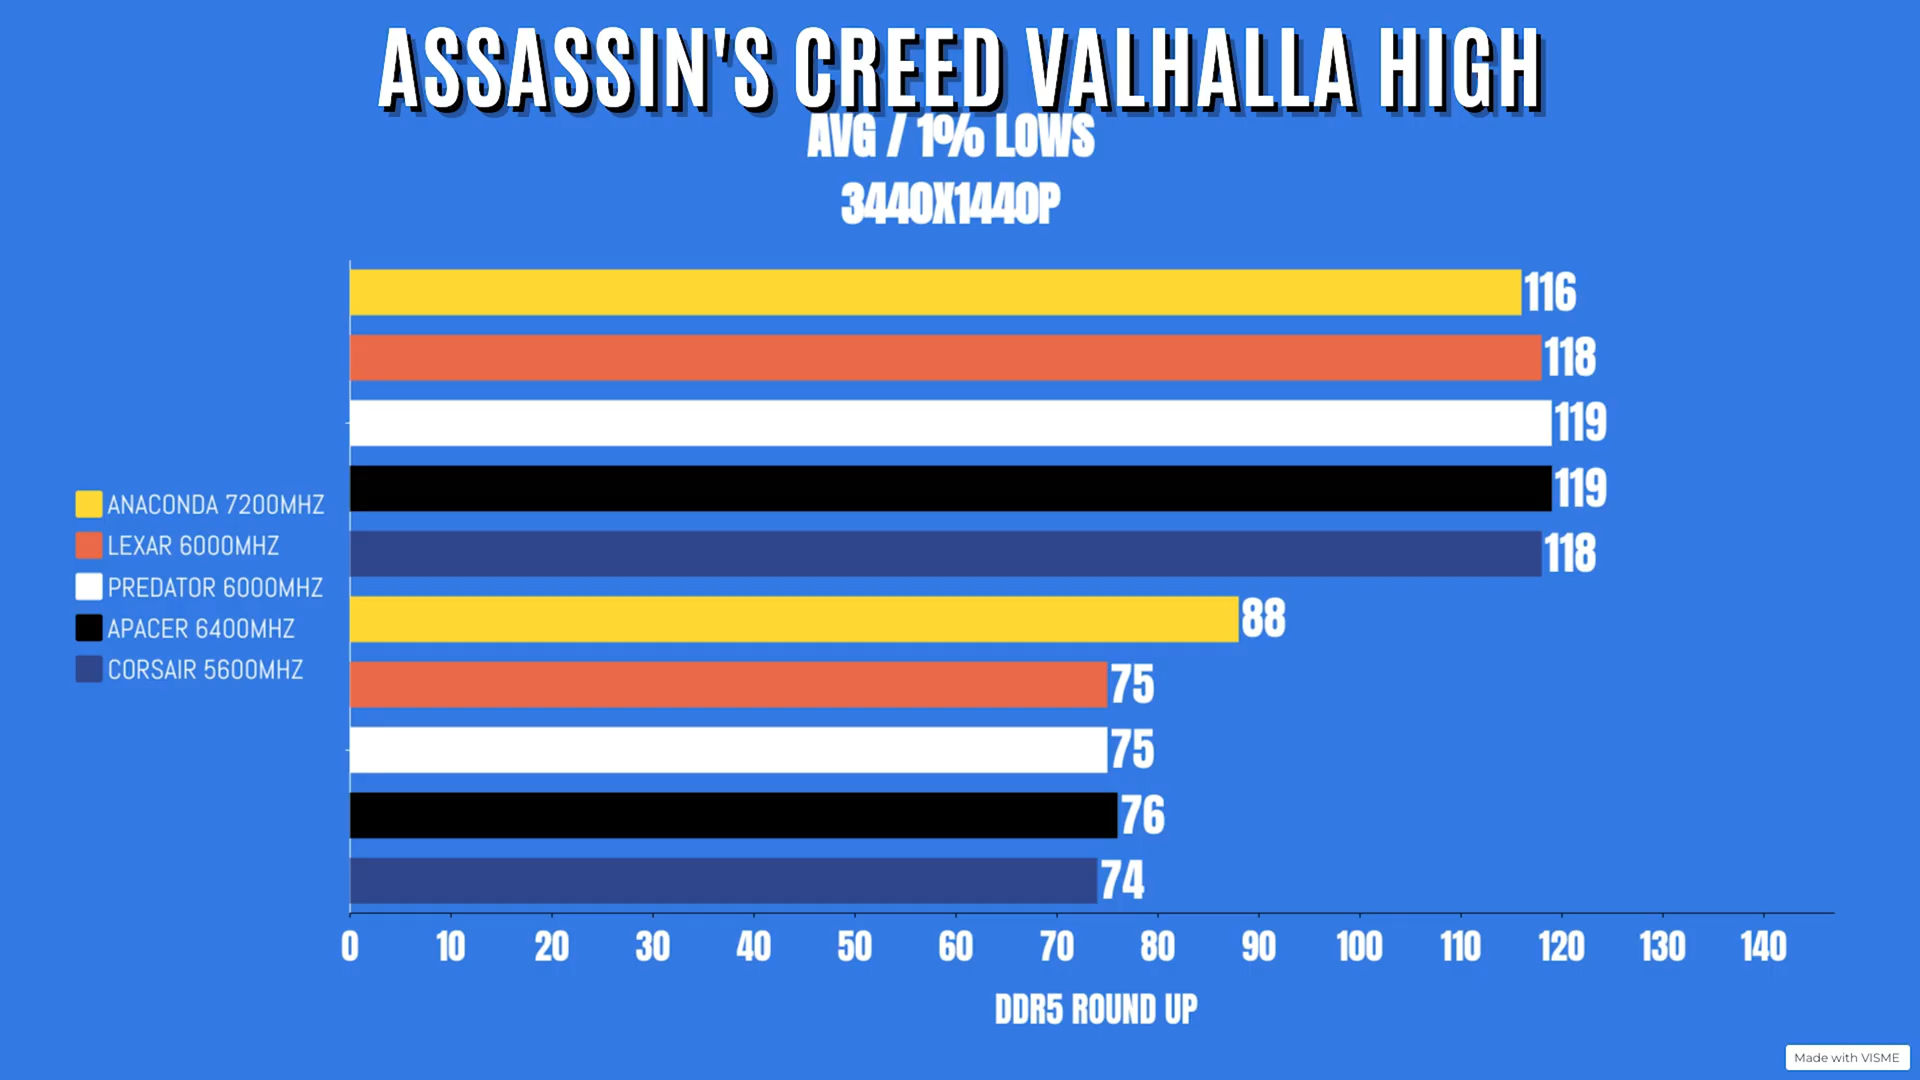 ASSASSIN'S CREED VALHALLA HIGH
AVG / 1% LOWS
3440X1440P
116
118
119
119
118
88
75
75
76
74
ANACONDA 7200MHZ
LEXAR 6000MHZ
PREDATOR 6000MHZ
APACER 6400MHZ
CORSAIR 5600MHZ
0 10 20 30 40 50 60 70 80 90 100 110 120 130 140
DDR5 ROUND UP
Made with VISME